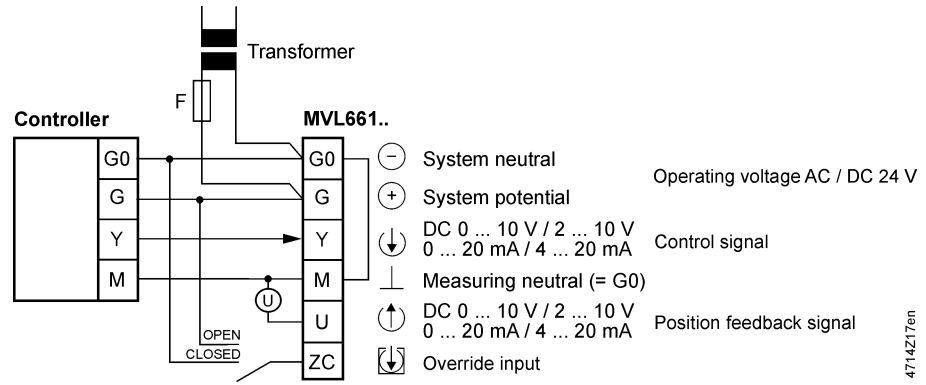 Transformer
F
Controller
MVL661..
G0
G0
System neutral
Operating voltage AC / DC 24 V
G
G
System potential
Y
Y
DC 0 ... 10 V / 2 ... 10 V
0 ... 20 mA / 4 ... 20 mA
Control signal
M
M
Measuring neutral (= G0)
U
U
DC 0 ... 10 V / 2 ... 10 V
0 ... 20 mA / 4 ... 20 mA
Position feedback signal
OPEN
CLOSED
ZC
Override input
4714Z17en